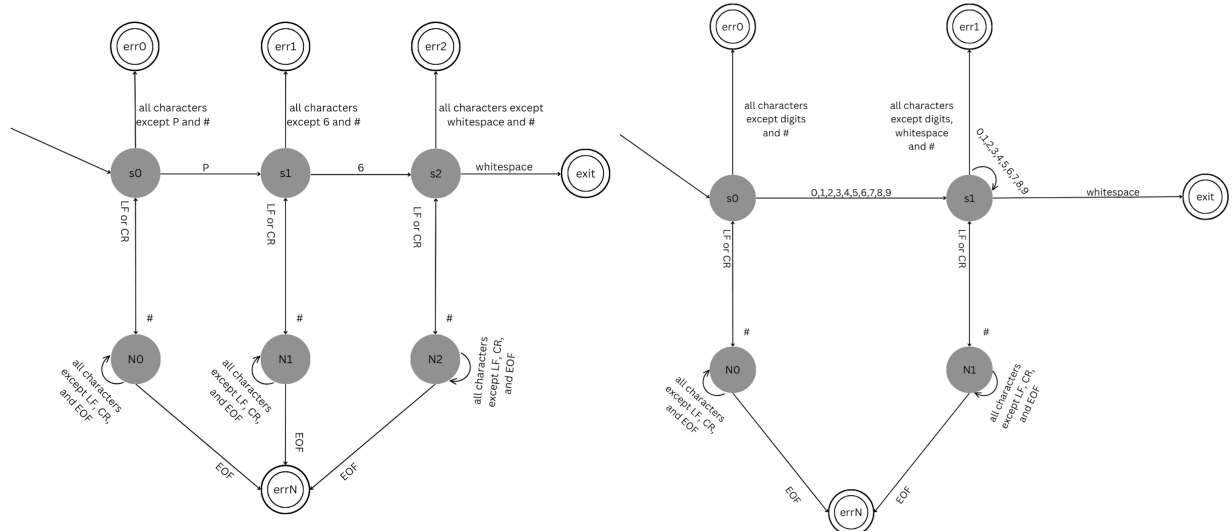 err0
err1
err2
all characters
except P and #
all characters
except 6 and #
all characters except
whitespace and #
s0
P
s1
6
s2
whitespace
exit
LF or CR
LF or CR
LF or CR
#
#
#
N0
N1
N2
all characters
except LF, CR,
and EOF
all characters
except LF, CR,
and EOF
all characters
except LF, CR,
and EOF
EOF
EOF
EOF
errN
err0
err1
all characters
except digits
and #
all characters
except digits,
whitespace
and #
0,1,2,3,4,5,6,7,8,9
s0
0,1,2,3,4,5,6,7,8,9
s1
whitespace
exit
LF or CR
LF or CR
#
#
N0
N1
all characters
except LF, CR,
and EOF
all characters
except LF, CR,
and EOF
EOF
EOF
errN